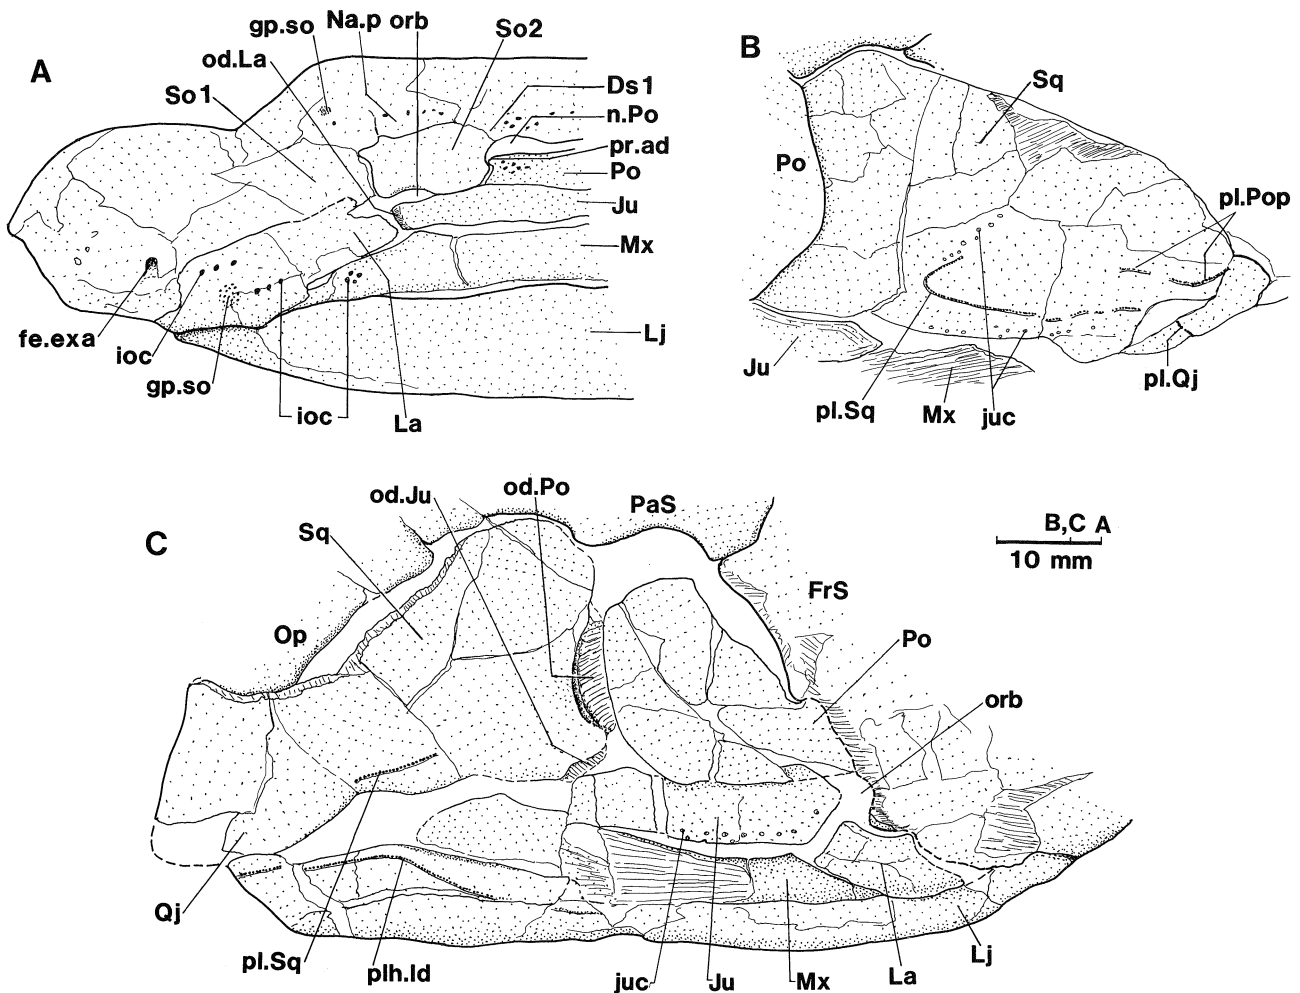 A
gp.so
Na.p
orb
od.La
So2
So1
Ds1
n.Po
pr.ad
Po
Ju
Mx
Lj
fe.exa
ioc
gp.so
ioc
La
B
Sq
Po
pl.Pop
Ju
pl.Sq
Mx
juc
pl.Qj
C
od.Ju
od.Po
PaS
Sq
B,C A
10 mm
FrS
Op
Po
orb
Qj
pl.Sq
plh.ld
juc
Ju
Mx
La
Lj